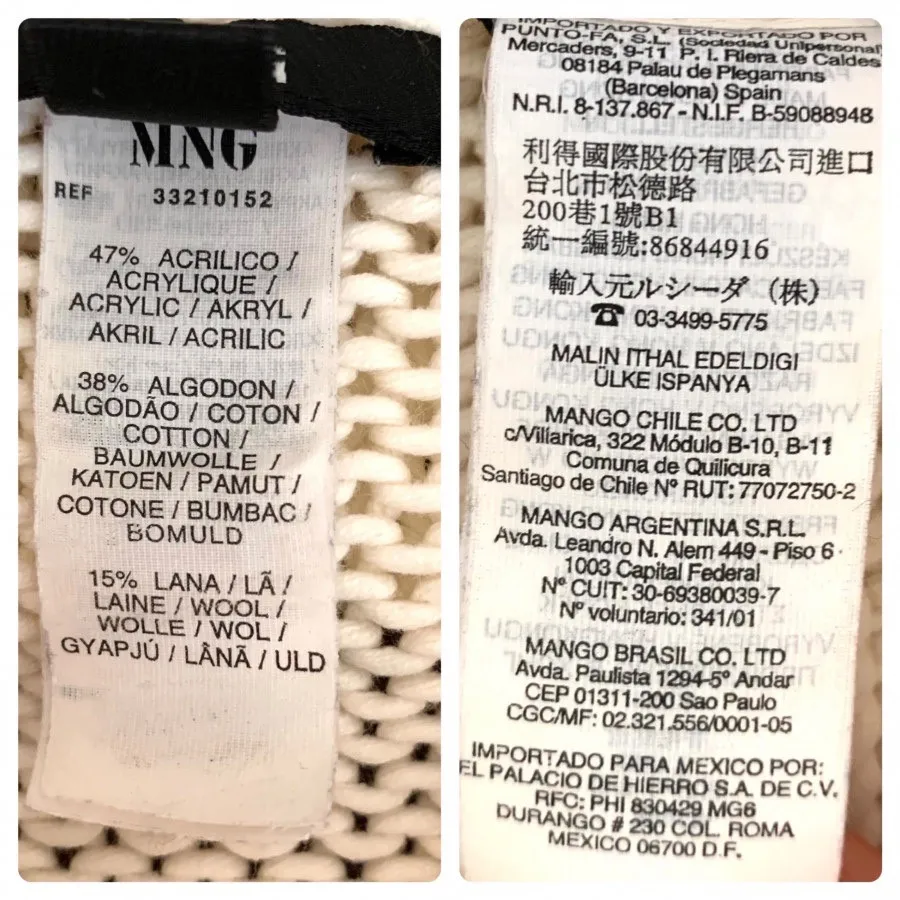 MNG
REF 33210152
47% ACRILICO /
ACRYLIQUE /
ACRYLIC / AKRYL /
AKRIL / ACRILIC
38% ALGODON /
ALGODÃO / COTON /
COTTON /
BAUMWOLLE /
KATOEN / PAMUT /
COTONE / BUMBAC /
BOMULD
15% LANA / LÃ /
LAINE / WOOL /
WOLLE / WOL /
GYAPJÚ / LÂNĂ / ULD
IMPORTADO Y EXPORTADO POR
PUNTO-FA, S.L. (Sociedad Unipersonal)
Mercaders, 9-11 P. I. Riera de Caldes
08184 Palau de Plegamans
(Barcelona) Spain
N.R.I. 8-137.867 - N.I.F. B-59088948
利得國際股份有限公司進口
台北市松德路
200巷1號B1
統一編號:86844916
輸入元ルシーダ（株）
☎ 03-3499-5775
MALIN ITHAL EDELDIGI
ÜLKE ISPANYA
MANGO CHILE CO. LTD
c/Villarica, 322 Módulo B-10, B-11
Comuna de Quilicura
Santiago de Chile Nº RUT: 77072750-2
MANGO ARGENTINA S.R.L.
Avda. Leandro N. Alem 449 - Piso 6
1003 Capital Federal
Nº CUIT: 30-69380039-7
Nº voluntario: 341/01
MANGO BRASIL CO. LTD
Avda. Paulista 1294-5º Andar
CEP 01311-200 Sao Paulo
CGC/MF: 02.321.556/0001-05
IMPORTADO PARA MEXICO POR:
EL PALACIO DE HIERRO S.A. DE C.V.
RFC: PHI 830429 MG6
DURANGO # 230 COL. ROMA
MEXICO 06700 D.F.